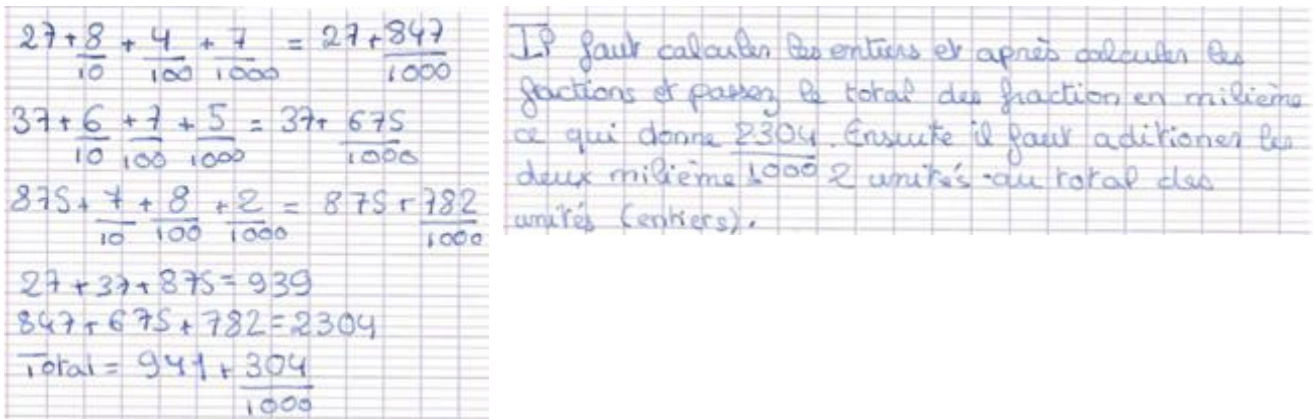 27 + 8/10 + 4/100 + 7/1000 = 27 + 847/1000
37 + 6/10 + 7/100 + 5/1000 = 37 + 675/1000
875 + 7/10 + 8/100 + 2/1000 = 875 + 782/1000
27 + 37 + 875 = 939
847 + 675 + 782 = 2304
Total = 941 + 304/1000
Il faut calculer les entiers et après calculer les
fractions et passez le total des fraction en milieme
ce qui donne 2304/1000. Ensuite il faut aditioner les
deux milième 2 unités au total des
unités (entiers).